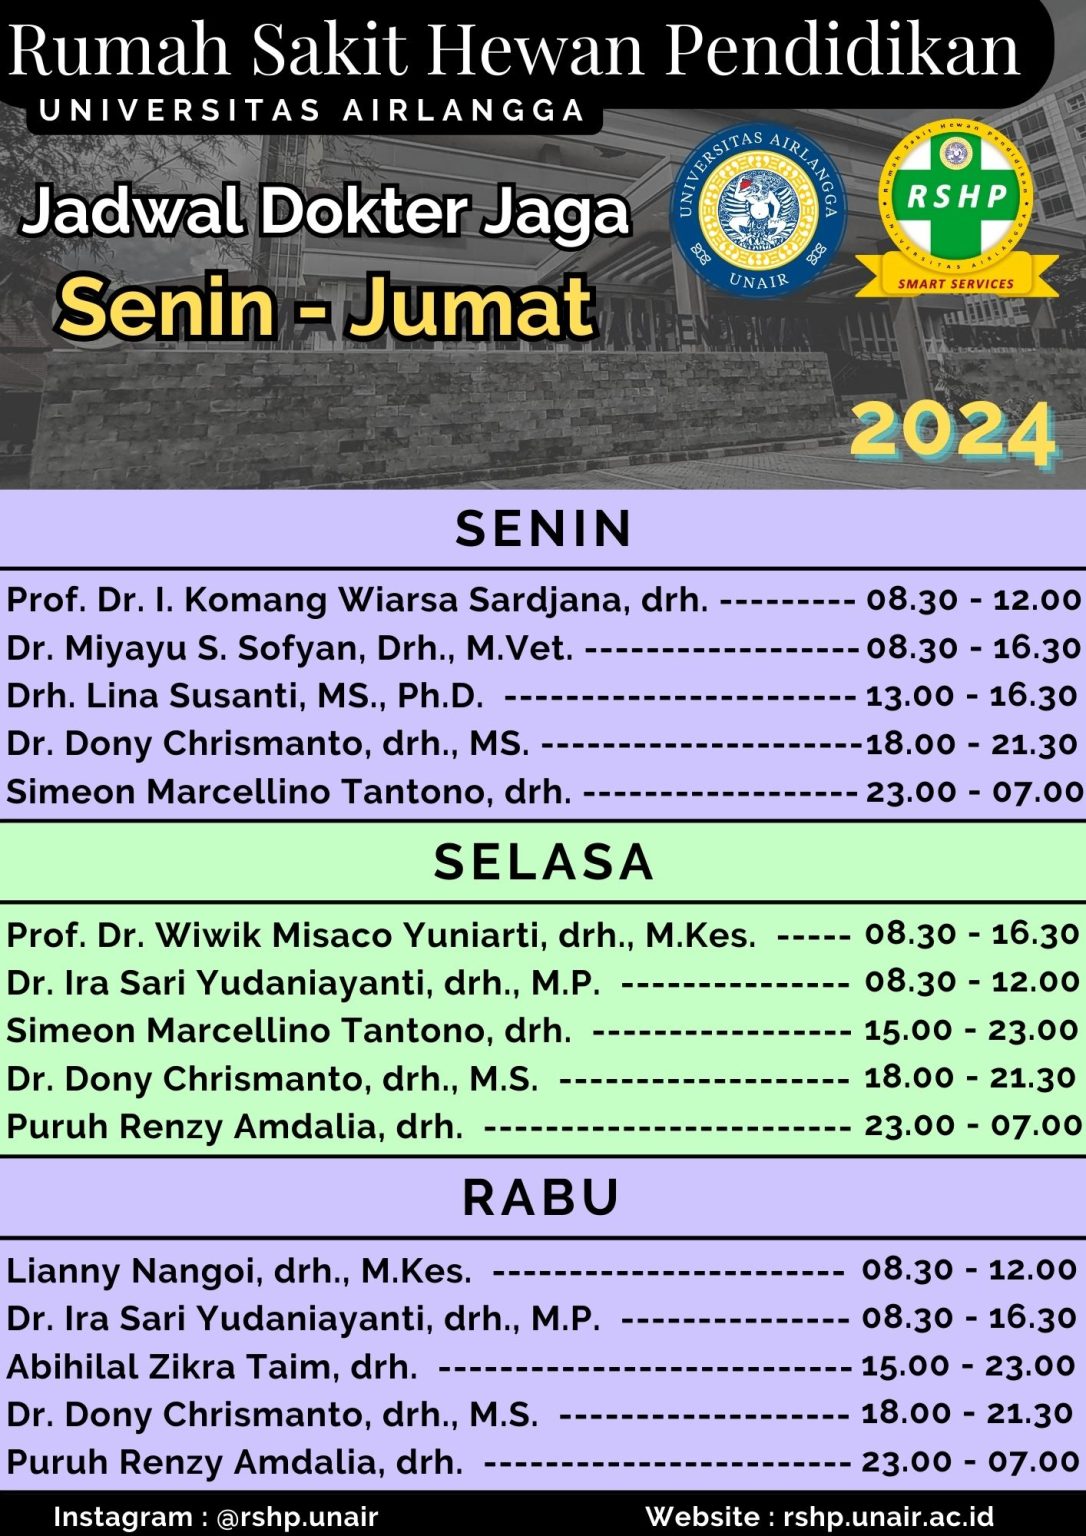 Rumah Sakit Hewan Pendidikan
UNIVERSITAS AIRLANGGA
Jadwal Dokter Jaga
Senin - Jumat
UNIVERSITAS AIRLANGGA
UNAIR
Rumah Sakit Hewan Pendidikan
RSHP
UNIVERSITAS AIRLANGGA
SMART SERVICES
2024
SENIN
Prof. Dr. I. Komang Wiarsa Sardjana, drh. --------- 08.30 - 12.00
Dr. Miyayu S. Sofyan, Drh., M.Vet. ------------------ 08.30 - 16.30
Drh. Lina Susanti, MS., Ph.D. ----------------------- 13.00 - 16.30
Dr. Dony Chrismanto, drh., MS. --------------------- 18.00 - 21.30
Simeon Marcellino Tantono, drh. ------------------ 23.00 - 07.00
SELASA
Prof. Dr. Wiwik Misaco Yuniarti, drh., M.Kes. ----- 08.30 - 16.30
Dr. Ira Sari Yudaniayanti, drh., M.P. --------------- 08.30 - 12.00
Simeon Marcellino Tantono, drh. ----------------- 15.00 - 23.00
Dr. Dony Chrismanto, drh., M.S. ------------------- 18.00 - 21.30
Puruh Renzy Amdalia, drh. ------------------------ 23.00 - 07.00
RABU
Lianny Nangoi, drh., M.Kes. ----------------------- 08.30 - 12.00
Dr. Ira Sari Yudaniayanti, drh., M.P. --------------- 08.30 - 16.30
Abihilal Zikra Taim, drh. --------------------------- 15.00 - 23.00
Dr. Dony Chrismanto, drh., M.S. ------------------- 18.00 - 21.30
Puruh Renzy Amdalia, drh. ------------------------ 23.00 - 07.00
Instagram : @rshp.unair
Website : rshp.unair.ac.id